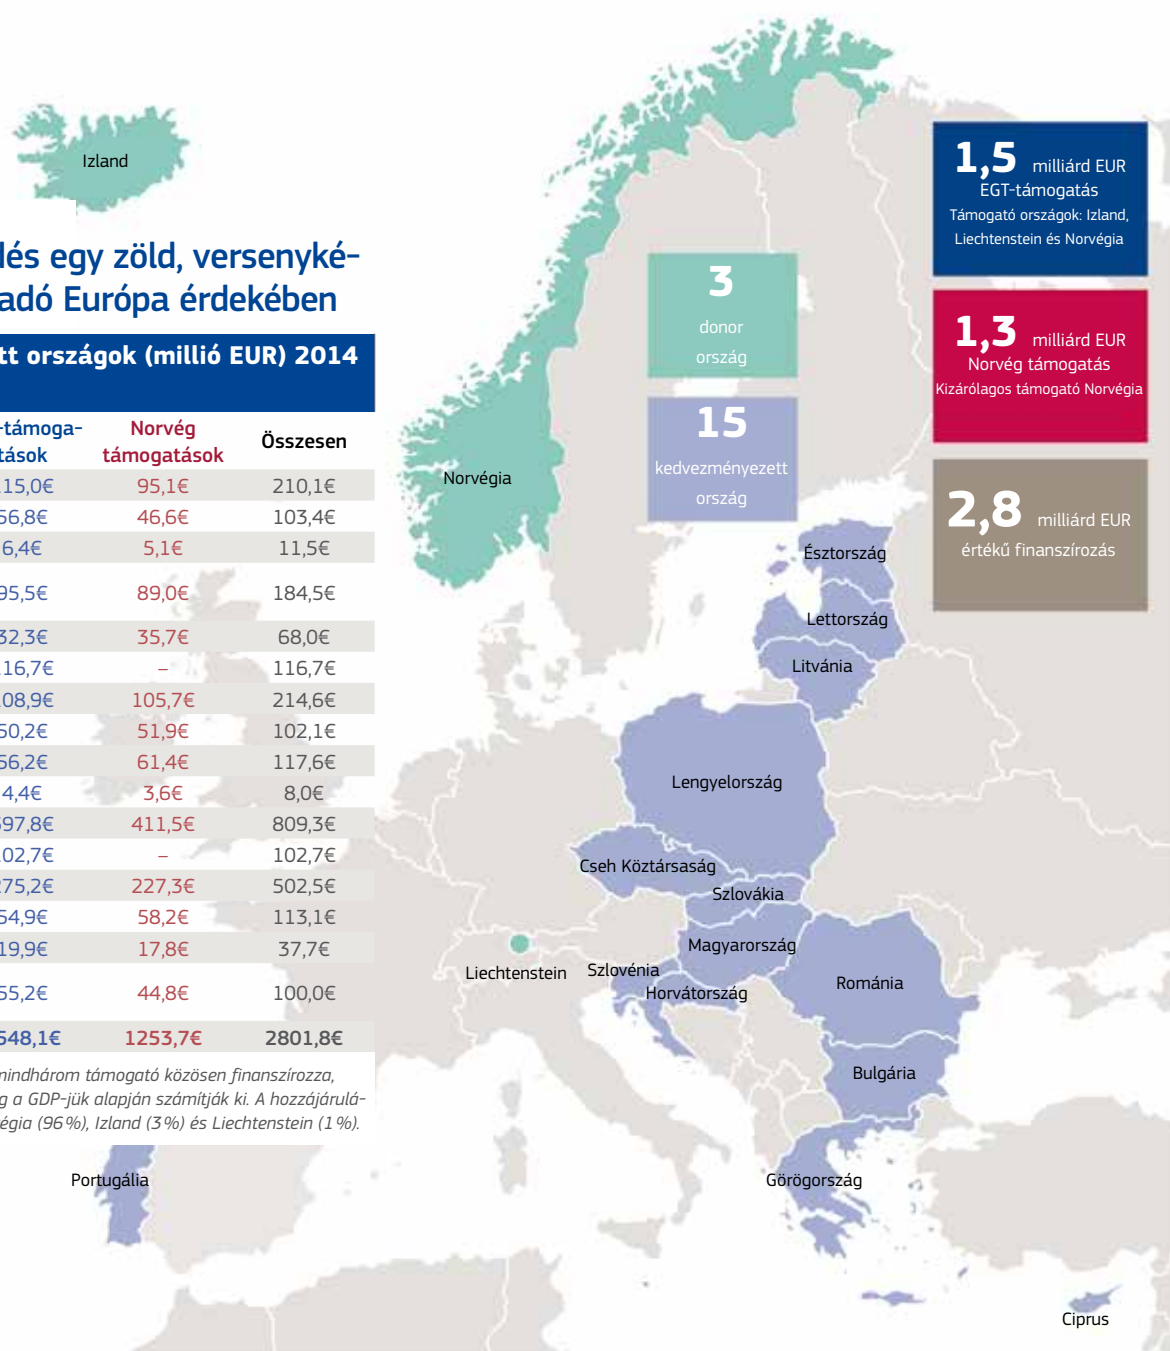 Izland
dés egy zöld, versenyké-
adó Európa érdekében
tt országok (millió EUR) 2014
-támoga-
tások
Norvég
támogatások
Összesen
15,0€ 95,1€ 210,1€
56,8€ 46,6€ 103,4€
6,4€ 5,1€ 11,5€
95,5€ 89,0€ 184,5€
32,3€ 35,7€ 68,0€
16,7€ – 116,7€
08,9€ 105,7€ 214,6€
50,2€ 51,9€ 102,1€
56,2€ 61,4€ 117,6€
4,4€ 3,6€ 8,0€
97,8€ 411,5€ 809,3€
02,7€ – 102,7€
275,2€ 227,3€ 502,5€
54,9€ 58,2€ 113,1€
19,9€ 17,8€ 37,7€
55,2€ 44,8€ 100,0€
548,1€ 1253,7€ 2801,8€
mindhárom támogató közösen finanszírozza,
g a GDP-jük alapján számítják ki. A hozzájárulá-
égia (96%), Izland (3%) és Liechtenstein (1%).
1,5 milliárd EUR
EGT-támogatás
Támogató országok: Izland,
Liechtenstein és Norvégia
3
donor
ország
1,3 milliárd EUR
Norvég támogatás
Kizárólagos támogató Norvégia
15
kedvezményezett
ország
2,8 milliárd EUR
értékű finanszírozás
Norvégia
Észtország
Lettország
Litvánia
Lengyelország
Cseh Köztársaság
Szlovákia
Magyarország
Liechtenstein
Szlovénia
Horvátország
Románia
Bulgária
Portugália
Görögország
Ciprus